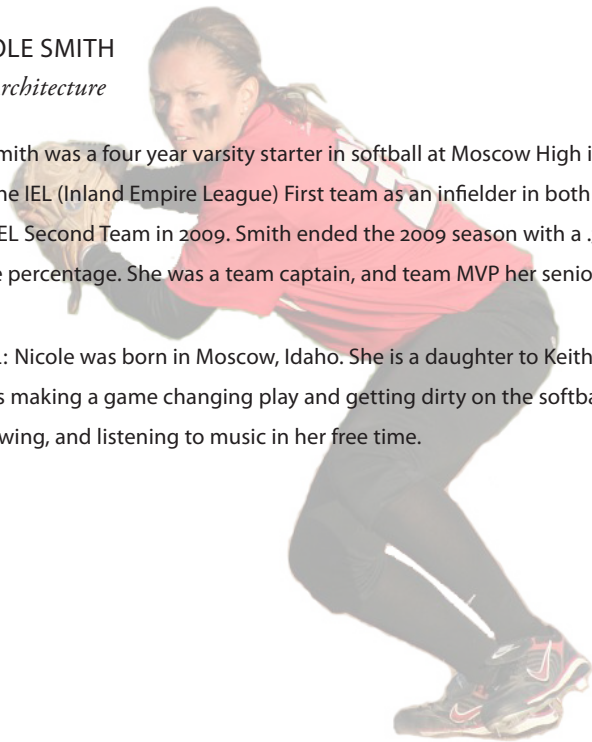 OLE SMITH
rchitecture
mith was a four year varsity starter in softball at Moscow High i
he IEL (Inland Empire League) First team as an infielder in both
EL Second Team in 2009. Smith ended the 2009 season with a .
e percentage. She was a team captain, and team MVP her senio
: Nicole was born in Moscow, Idaho. She is a daughter to Keith
s making a game changing play and getting dirty on the softba
wing, and listening to music in her free time.